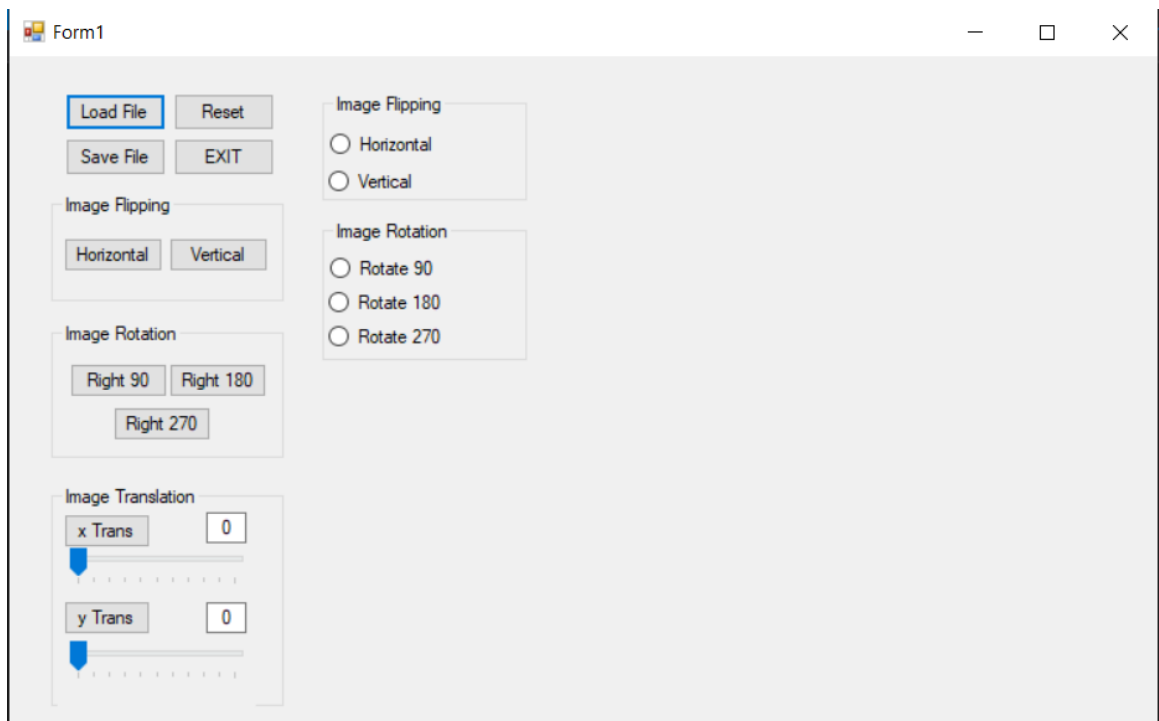 Form1
Load File
Reset
Save File
EXIT
Image Flipping
Horizontal
Vertical
Image Rotation
Right 90
Right 180
Right 270
Image Translation
x Trans
0
y Trans
0
Image Flipping
Horizontal
Vertical
Image Rotation
Rotate 90
Rotate 180
Rotate 270